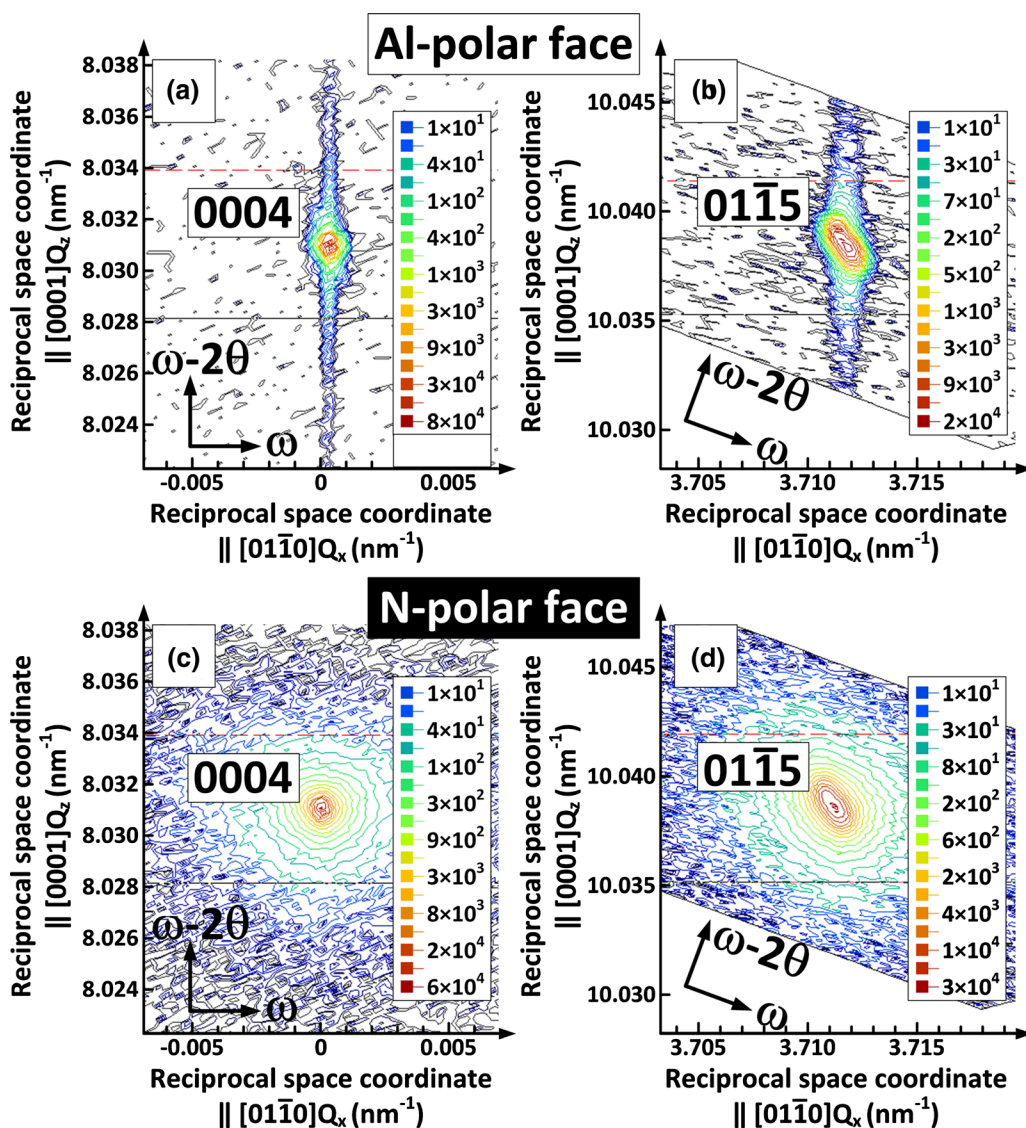 Al-polar face
(a)
8.038
8.036
8.034
8.032
8.030
8.028
8.026
8.024
Reciprocal space coordinate
|| [0001]Q_z (nm⁻¹)
0004
ω-2θ
ω
1×10¹
4×10¹
1×10²
4×10²
1×10³
3×10³
9×10³
3×10⁴
8×10⁴
-0.005
0
0.005
Reciprocal space coordinate
|| [011̅0]Qₓ (nm⁻¹)
(b)
10.045
10.040
10.035
10.030
Reciprocal space coordinate
|| [0001]Q_z (nm⁻¹)
011̅5
ω-2θ
ω
1×10¹
3×10¹
7×10¹
2×10²
5×10²
1×10³
3×10³
9×10³
2×10⁴
3.705
3.710
3.715
Reciprocal space coordinate
|| [011̅0]Qₓ (nm⁻¹)
N-polar face
(c)
8.038
8.036
8.034
8.032
8.030
8.028
8.026
8.024
Reciprocal space coordinate
|| [0001]Q_z (nm⁻¹)
0004
ω-2θ
ω
1×10¹
4×10¹
1×10²
3×10²
9×10²
3×10³
8×10³
2×10⁴
6×10⁴
-0.005
0
0.005
Reciprocal space coordinate
|| [011̅0]Qₓ (nm⁻¹)
(d)
10.045
10.040
10.035
10.030
Reciprocal space coordinate
|| [0001]Q_z (nm⁻¹)
011̅5
ω-2θ
ω
1×10¹
3×10¹
8×10¹
2×10²
6×10²
2×10³
4×10³
1×10⁴
3×10⁴
3.705
3.710
3.715
Reciprocal space coordinate
|| [011̅0]Qₓ (nm⁻¹)